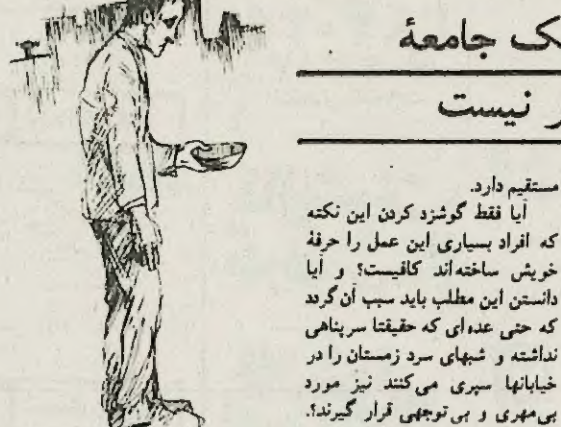 ک جامعهٔ
ر نیست
مستقیم دارد.
آیا فقط گوشزد کردن این نکته
که افراد بسیاری این عمل را حرفهٔ
خویش ساخته‌اند کافیست؟ و آیا
دانستن این مطلب باید سبب آن گردد
که حتی عده‌ای که حقیقتا سرپناهی
نداشته و شبهای سرد زمستان را در
خیابانها سپری می‌کنند نیز مورد
بی‌مهری و بی‌توجهی قرار گیرند؟.